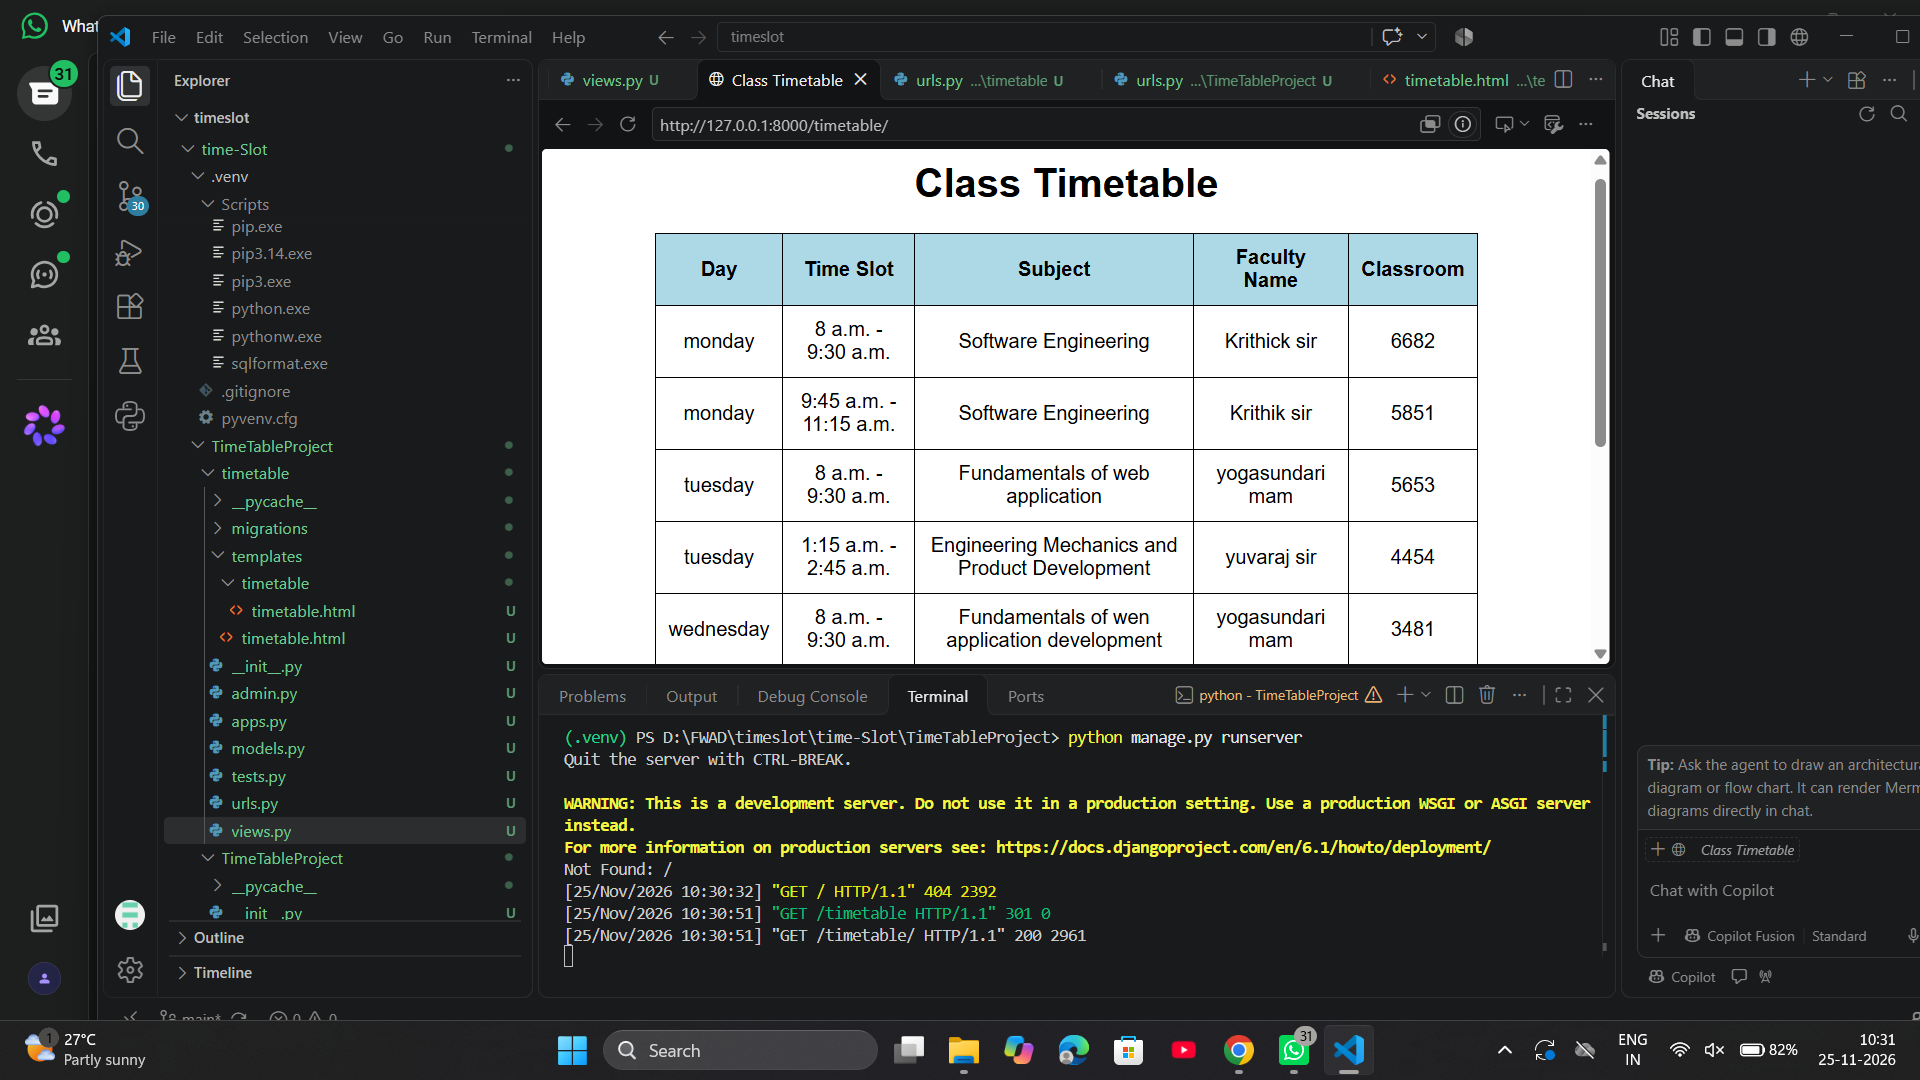 What
31
File Edit Selection View Go Run Terminal Help
timeslot
Explorer
timeslot
time-Slot
.venv
Scripts
pip.exe
pip3.14.exe
pip3.exe
python.exe
pythonw.exe
sqlformat.exe
.gitignore
pyvenv.cfg
TimeTableProject
timetable
__pycache__
migrations
templates
timetable
timetable.html U
timetable.html U
__init__.py U
admin.py U
apps.py U
models.py U
tests.py U
urls.py U
views.py U
TimeTableProject
__pycache__
__init__.py U
Outline
Timeline
30
views.py U
Class Timetable
urls.py ...\timetable U
urls.py ...\TimeTableProject U
timetable.html ...\te
http://127.0.0.1:8000/timetable/
Class Timetable
Day Time Slot Subject Faculty Name Classroom
monday 8 a.m. - 9:30 a.m. Software Engineering Krithick sir 6682
monday 9:45 a.m. - 11:15 a.m. Software Engineering Krithik sir 5851
tuesday 8 a.m. - 9:30 a.m. Fundamentals of web application yogasundari mam 5653
tuesday 1:15 a.m. - 2:45 a.m. Engineering Mechanics and Product Development yuvaraj sir 4454
wednesday 8 a.m. - 9:30 a.m. Fundamentals of wen application development yogasundari mam 3481
Problems Output Debug Console Terminal Ports
python - TimeTableProject
(.venv) PS D:\FWAD\timeslot\time-Slot\TimeTableProject> python manage.py runserver
Quit the server with CTRL-BREAK.
WARNING: This is a development server. Do not use it in a production setting. Use a production WSGI or ASGI server
instead.
For more information on production servers see: https://docs.djangoproject.com/en/6.1/howto/deployment/
Not Found: /
[25/Nov/2026 10:30:32] "GET / HTTP/1.1" 404 2392
[25/Nov/2026 10:30:51] "GET /timetable HTTP/1.1" 301 0
[25/Nov/2026 10:30:51] "GET /timetable/ HTTP/1.1" 200 2961
Chat
Sessions
Tip: Ask the agent to draw an architectura
diagram or flow chart. It can render Merm
diagrams directly in chat.
Class Timetable
Chat with Copilot
Copilot Fusion Standard
Copilot
main* 0 0
1
27°C
Partly sunny
Search
31
ENG
IN
82%
10:31
25-11-2026